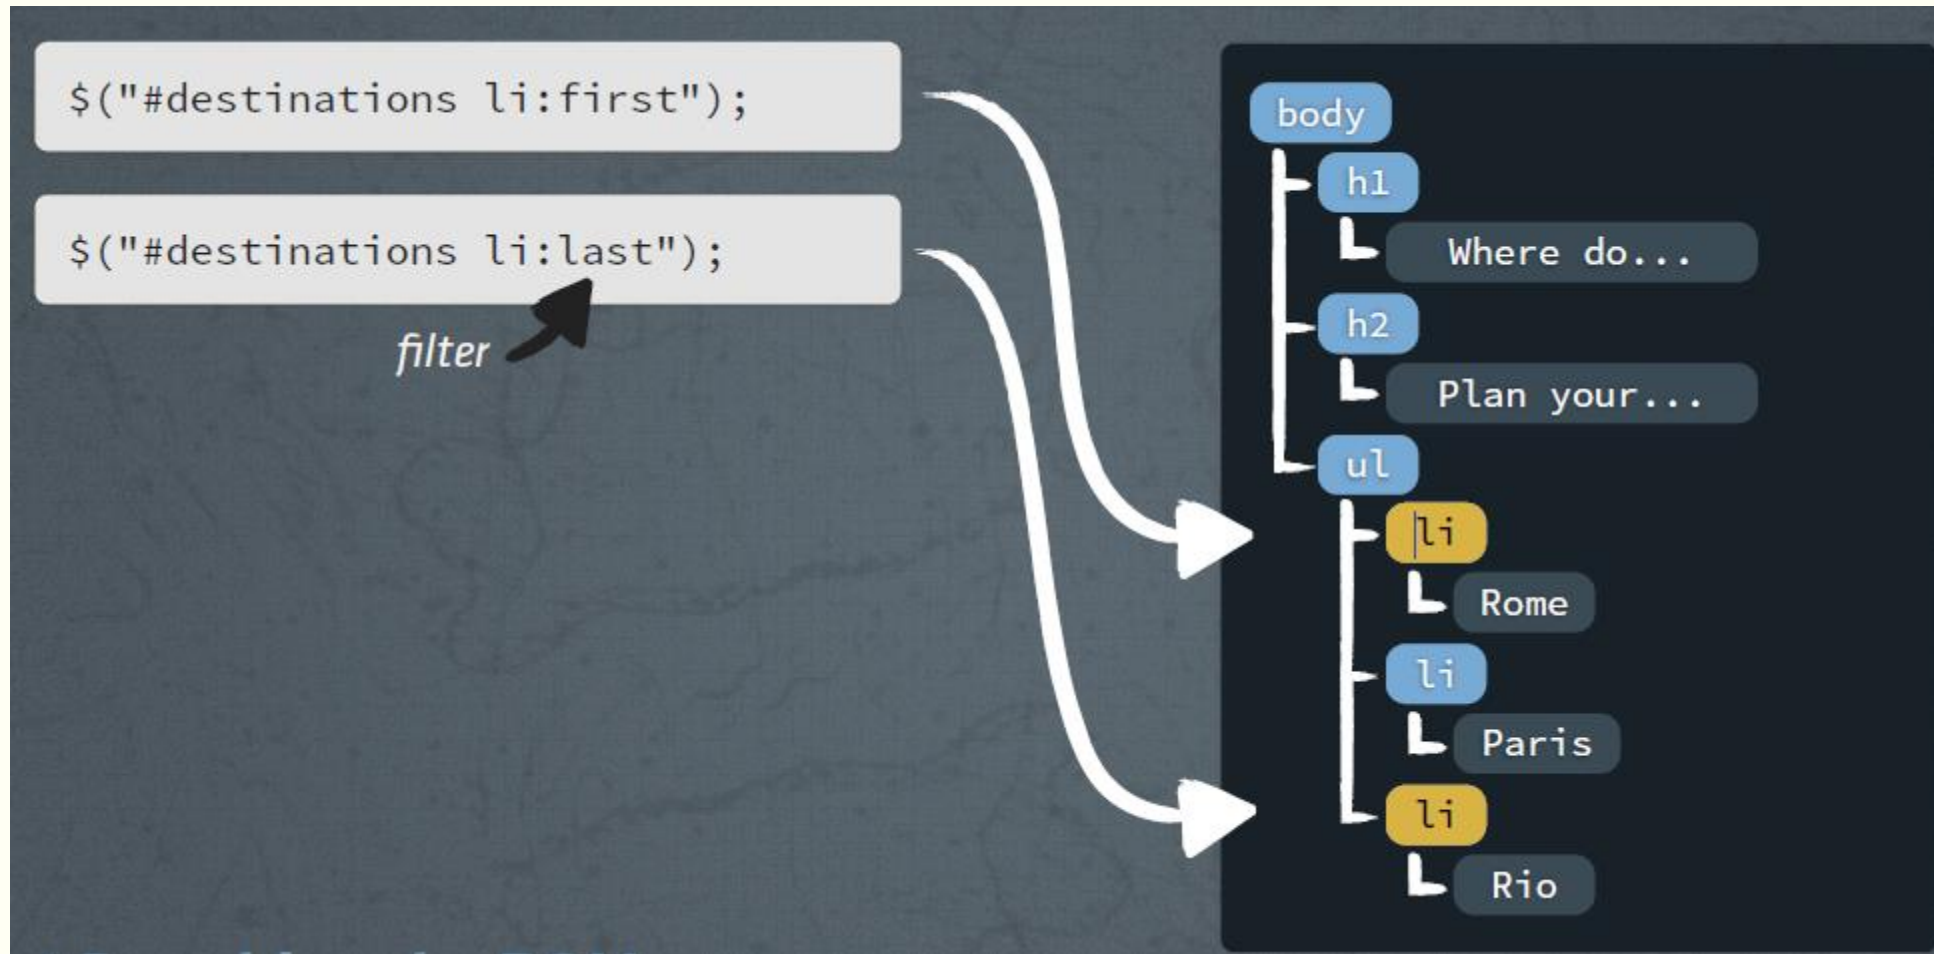 $("#destinations li:first");
$("#destinations li:last");
filter
body
h1
Where do...
h2
Plan your...
ul
li
Rome
li
Paris
li
Rio